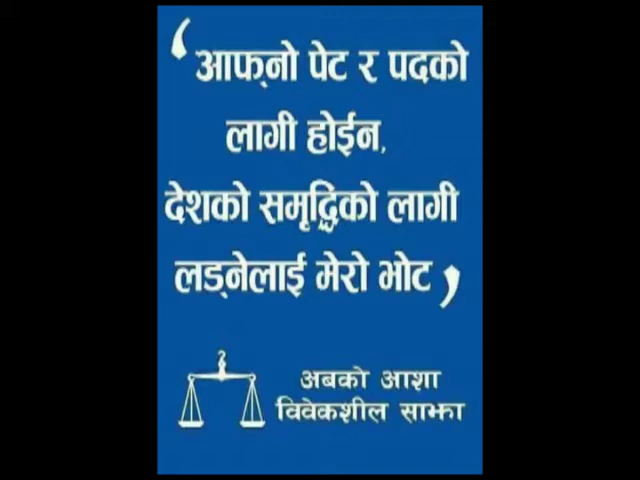 ‘आफ्नो पेट र पदको
लागी होईन,
देशको समृद्धिको लागी
लड्नेलाई मेरो भोट’
अबको आशा
विवेकशील साझा